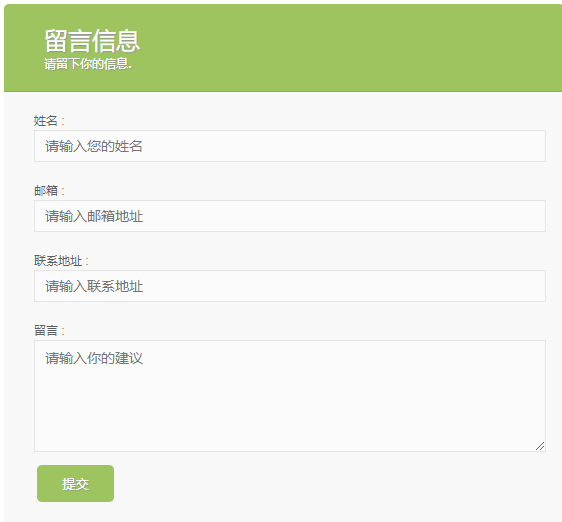 留言信息
请留下你的信息.
姓名 :
请输入您的姓名
邮箱 :
请输入邮箱地址
联系地址 :
请输入联系地址
留言 :
请输入你的建议
提交